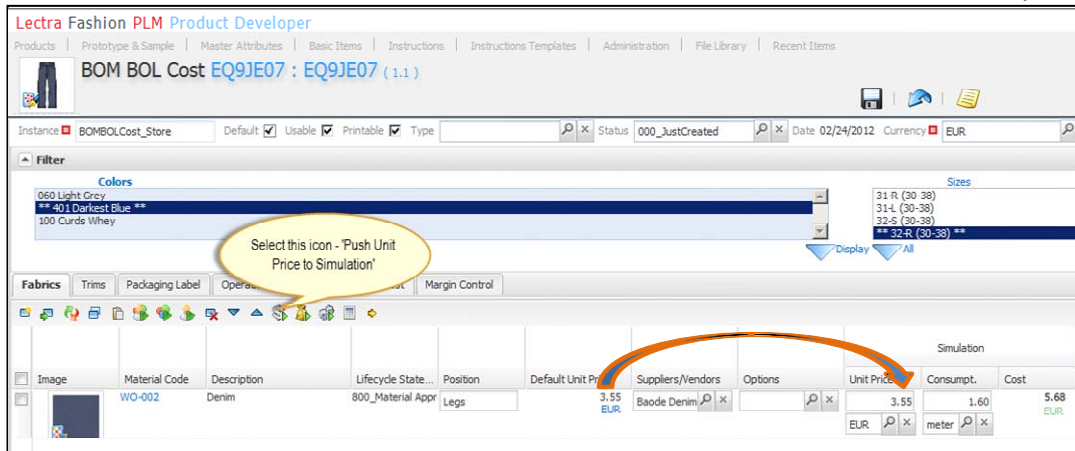 Lectra Fashion PLM Product Developer
Products | Prototype & Sample | Master Attributes | Basic Items | Instructions | Instructions Templates | Administration | File Library | Recent Items
BOM BOL Cost EQ9JE07 : EQ9JE07 ( 1.1 )
Instance BOMBOLCost_Store Default Usable Printable Type Status 000_JustCreated Date 02/24/2012 Currency EUR
Filter
Colors
060 Light Grey
** 401 Darkest Blue **
100 Curds Whey
Sizes
31-R (30-38)
31-L (30-38)
32-S (30-38)
** 32-R (30-38) **
Display All
Select this icon - 'Push Unit
Price to Simulation'
Fabrics Trims Packaging Label Margin Control
Simulation
Image Material Code Description Lifecycle State... Position Default Unit Suppliers/Vendors Options Unit Price Consumpt. Cost
WO-002 Denim 800_Material Appr Legs 3.55 Baode Denim 3.55 1.60 5.68
EUR EUR meter EUR